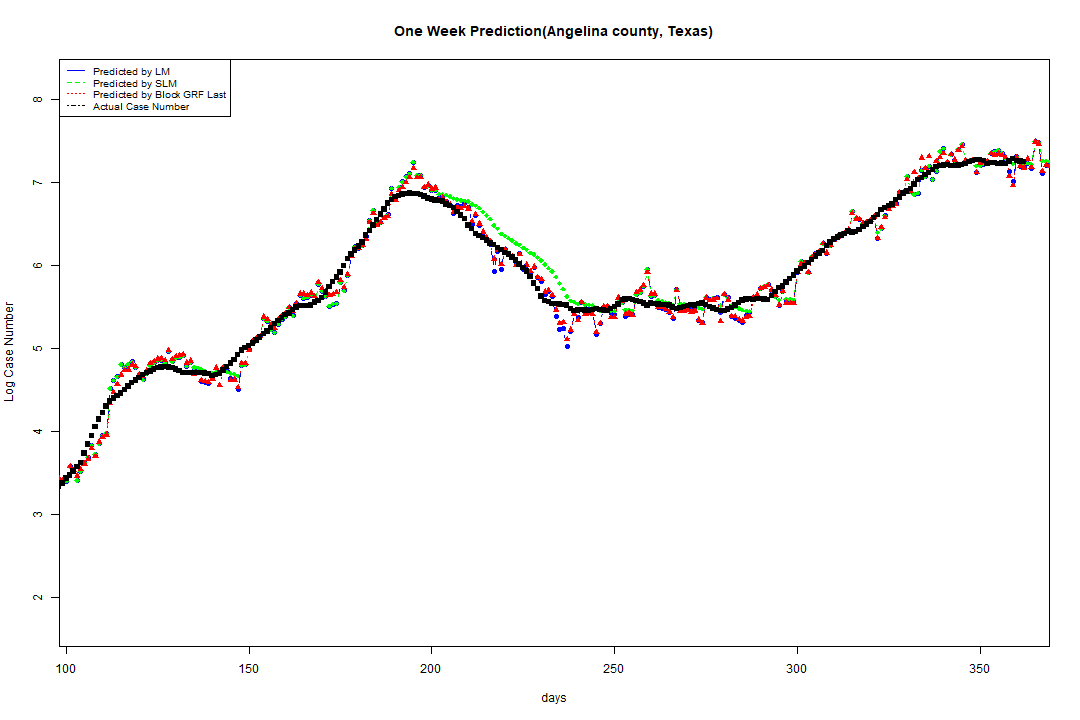 One Week Prediction(Angelina county, Texas)
Predicted by LM
Predicted by SLM
Predicted by Block GRF Last
Actual Case Number
8
7
6
5
4
3
2
Log Case Number
100 150 200 250 300 350
days